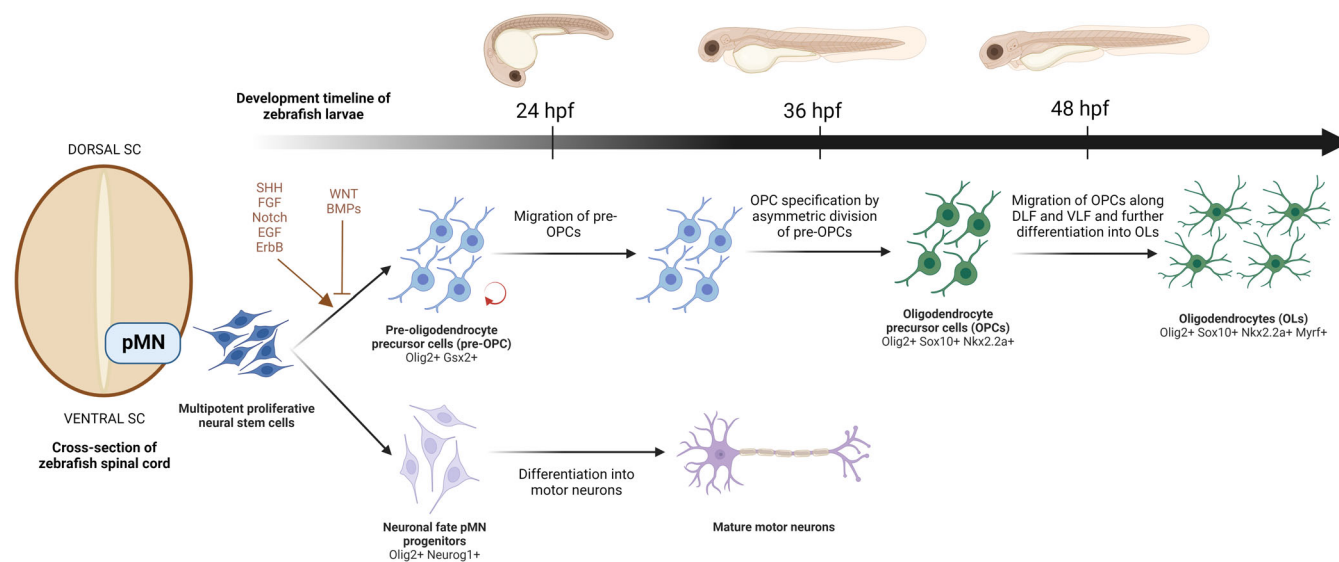 Development timeline of
zebrafish larvae
24 hpf
36 hpf
48 hpf
DORSAL SC
pMN
VENTRAL SC
Cross-section of
zebrafish spinal cord
SHH
FGF
Notch
EGF
ErbB
WNT
BMPs
Multipotent proliferative
neural stem cells
Migration of pre-
OPCs
OPC specification by
asymmetric division
of pre-OPCs
Migration of OPCs along
DLF and VLF and further
differentiation into OLs
Pre-oligodendrocyte
precursor cells (pre-OPC)
Olig2+ Gsx2+
Oligodendrocyte
precursor cells (OPCs)
Olig2+ Sox10+ Nkx2.2a+
Oligodendrocytes (OLs)
Olig2+ Sox10+ Nkx2.2a+ Myrf+
Differentiation into
motor neurons
Neuronal fate pMN
progenitors
Olig2+ Neurog1+
Mature motor neurons